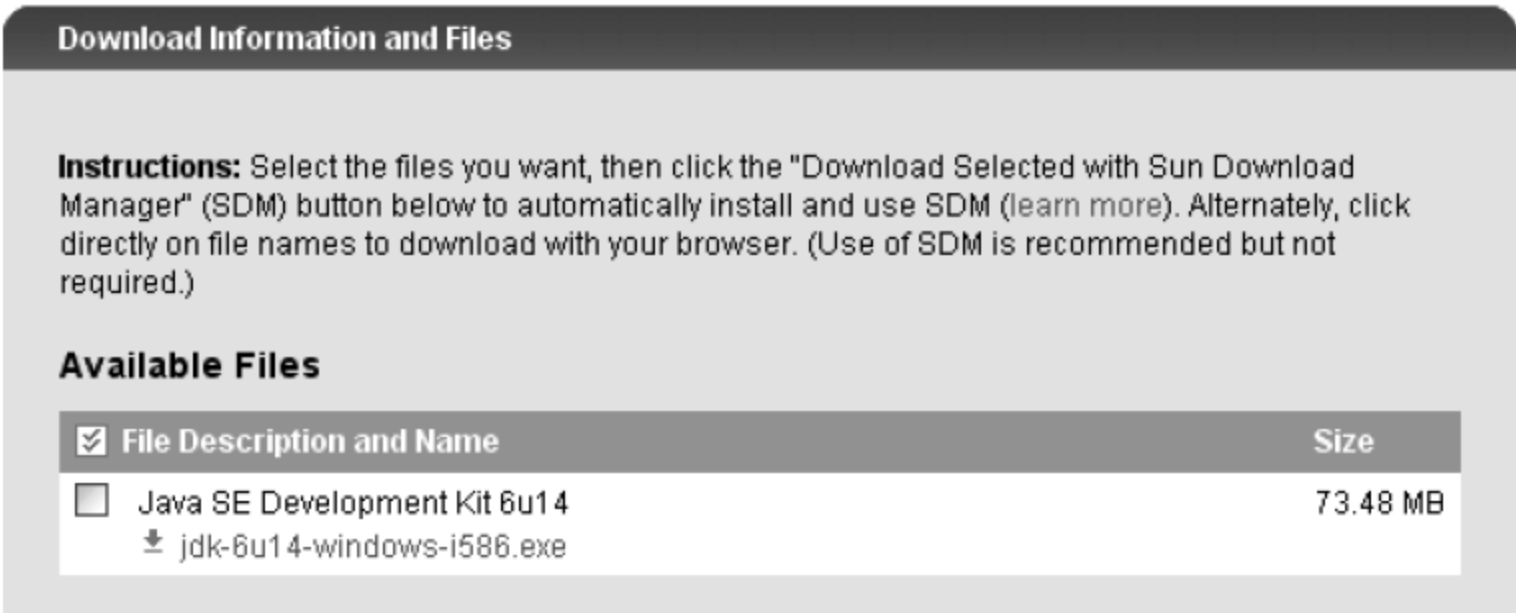 Download Information and Files
Instructions: Select the files you want, then click the "Download Selected with Sun Download
Manager" (SDM) button below to automatically install and use SDM (learn more). Alternately, click
directly on file names to download with your browser. (Use of SDM is recommended but not
required.)
Available Files
File Description and Name Size
Java SE Development Kit 6u14 73.48 MB
jdk-6u14-windows-i586.exe